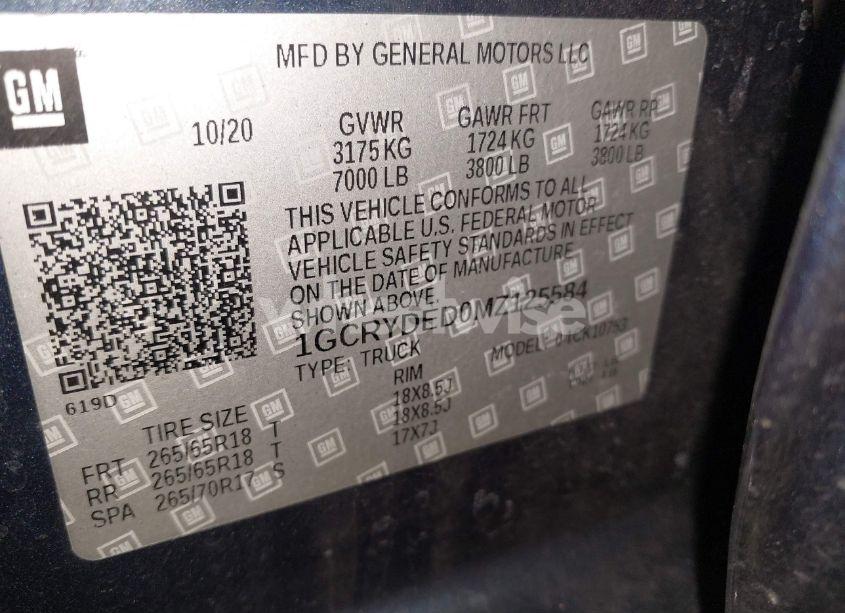 GM
MFD BY GENERAL MOTORS LLC
10/20
GVWR
3175 KG
7000 LB
GAWR FRT
1724 KG
3800 LB
GAWR RR
1724 KG
3800 LB
THIS VEHICLE CONFORMS TO ALL
APPLICABLE U.S. FEDERAL MOTOR
VEHICLE SAFETY STANDARDS IN EFFECT
ON THE DATE OF MANUFACTURE
SHOWN ABOVE.
1GCRYDED0MZ125584
TYPE: TRUCK
MODEL:
619D
TIRE SIZE
RIM
FRT 265/65R18 T 18X8.5J
RR 265/65R18 T 18X8.5J
SPA 265/70R17 S 17X7J